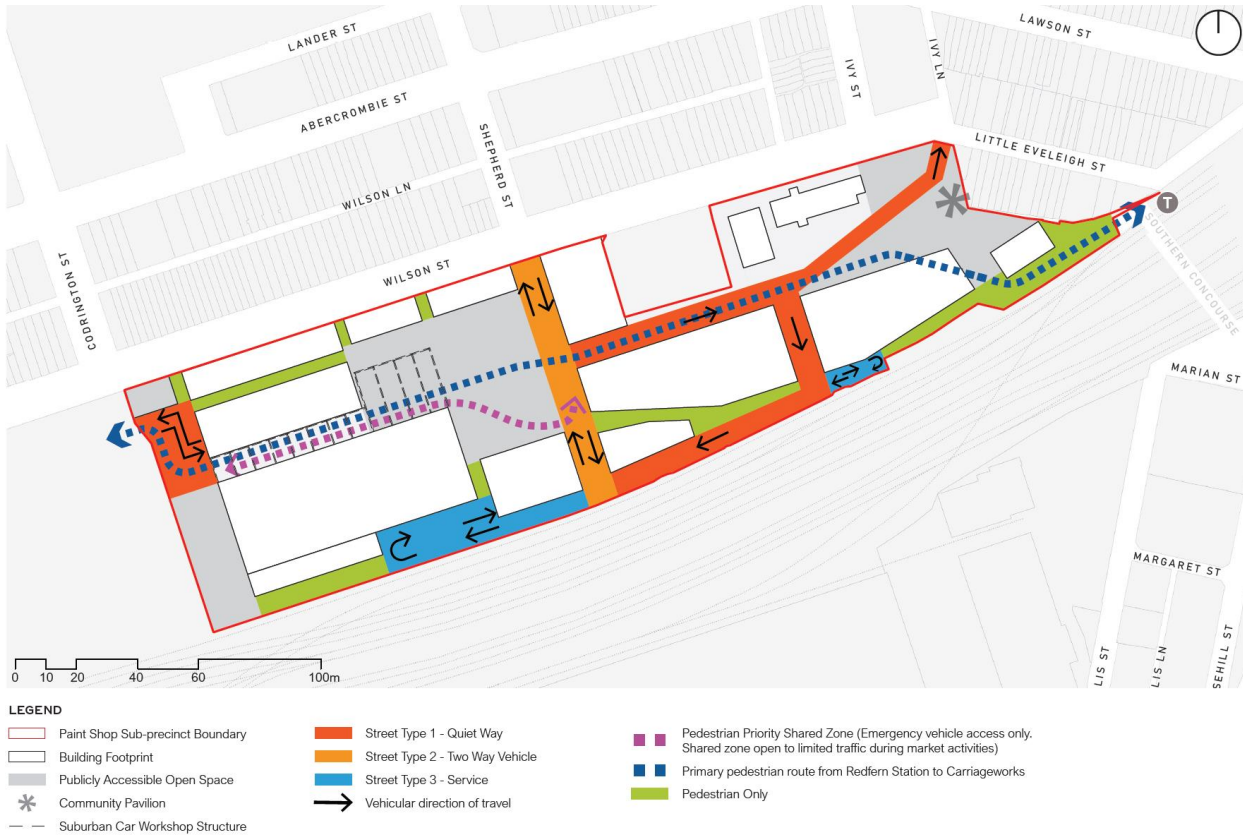 LANDER ST
LAWSON ST
IVY LN
IVY ST
ABERCROMBIE ST
SHEPHERD ST
LITTLE EVELEIGH ST
WILSON LN
T
SOUTHERN CONCOURSE
WILSON ST
CODRINGTON ST
MARIAN ST
MARGARET ST
LIS ST
LIS LN
SEHILL ST
0 10 20 40 60 100m
LEGEND
Paint Shop Sub-precinct Boundary
Building Footprint
Publicly Accessible Open Space
Community Pavilion
Suburban Car Workshop Structure
Street Type 1 - Quiet Way
Street Type 2 - Two Way Vehicle
Street Type 3 - Service
Vehicular direction of travel
Pedestrian Priority Shared Zone (Emergency vehicle access only.
Shared zone open to limited traffic during market activities)
Primary pedestrian route from Redfern Station to Carriageworks
Pedestrian Only